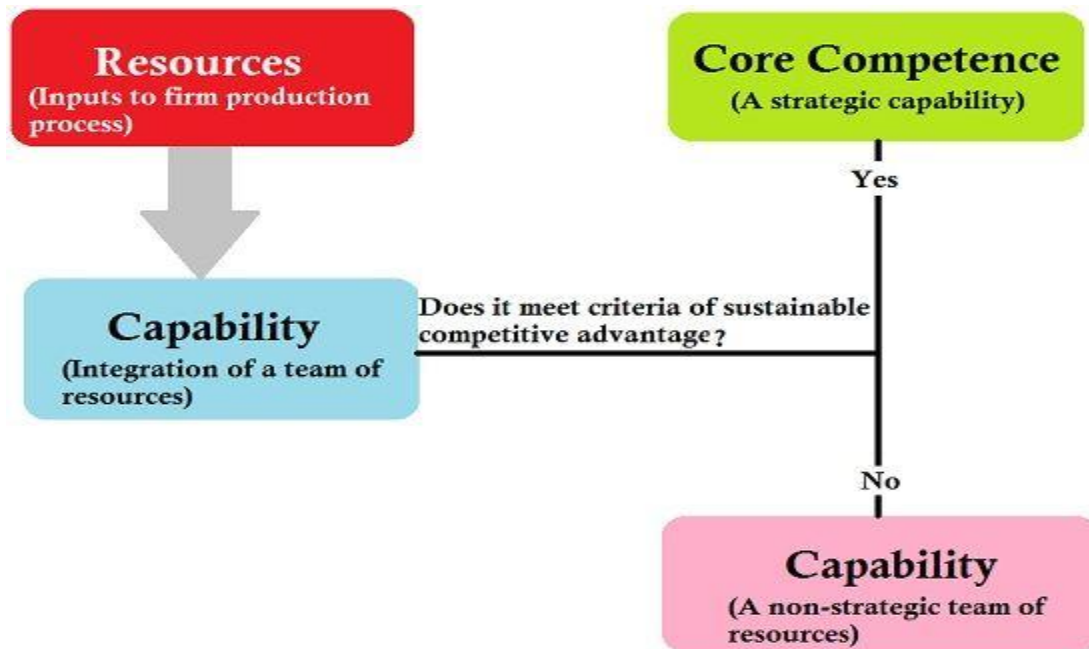 Resources
(Inputs to firm production
process)
Core Competence
(A strategic capability)
Yes
Capability
(Integration of a team of
resources)
Does it meet criteria of sustainable
competitive advantage?
No
Capability
(A non-strategic team of
resources)